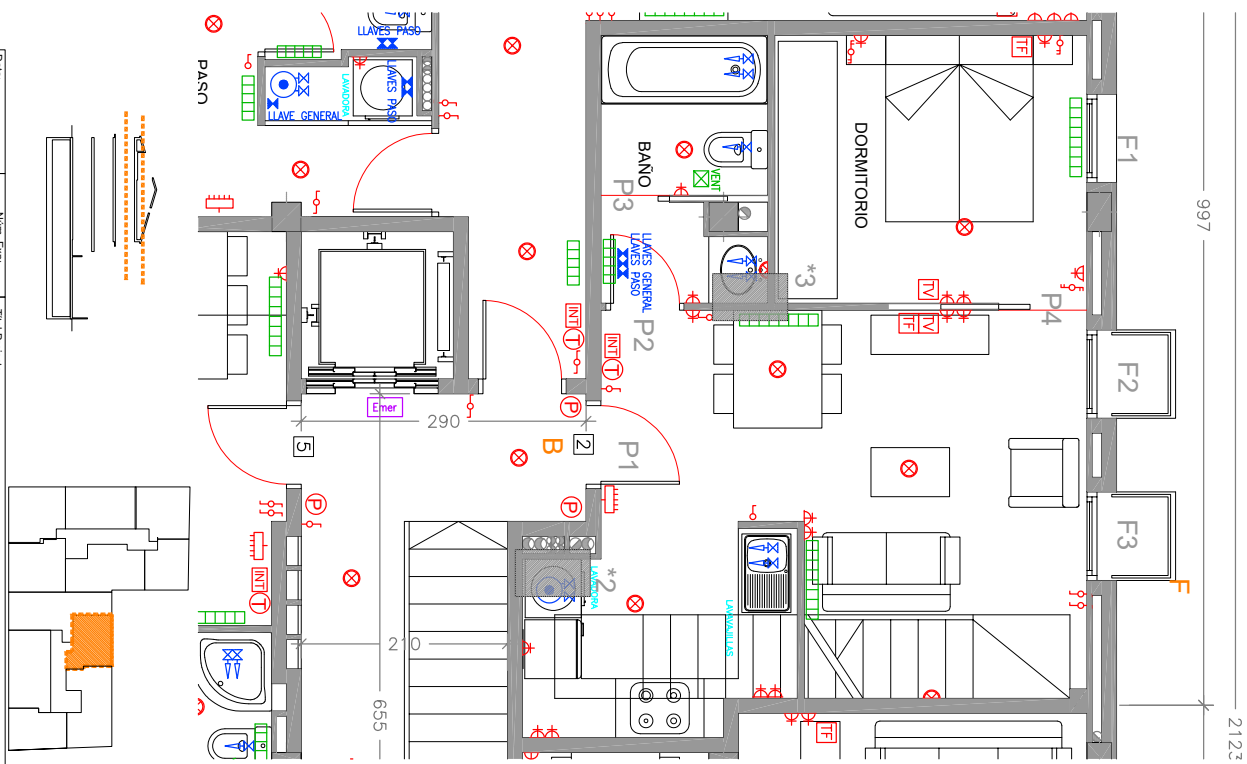 LLAVES PASO
LLAVES PASO
LAVADORA
LLAVE GENERAL
PASO
BAÑO
VENT
P3
DORMITORIO
TF
F1
997
LLAVES GENERAL
LLAVES PASO
*3
P2
TV
TV
TF
P4
INT
T
INT
T
F2
Emer
290
P
5
B
2
P1
P
P
F3
F
*2
LAVADORA
LAVAVAJILLAS
INT
T
210
655
TF
2123